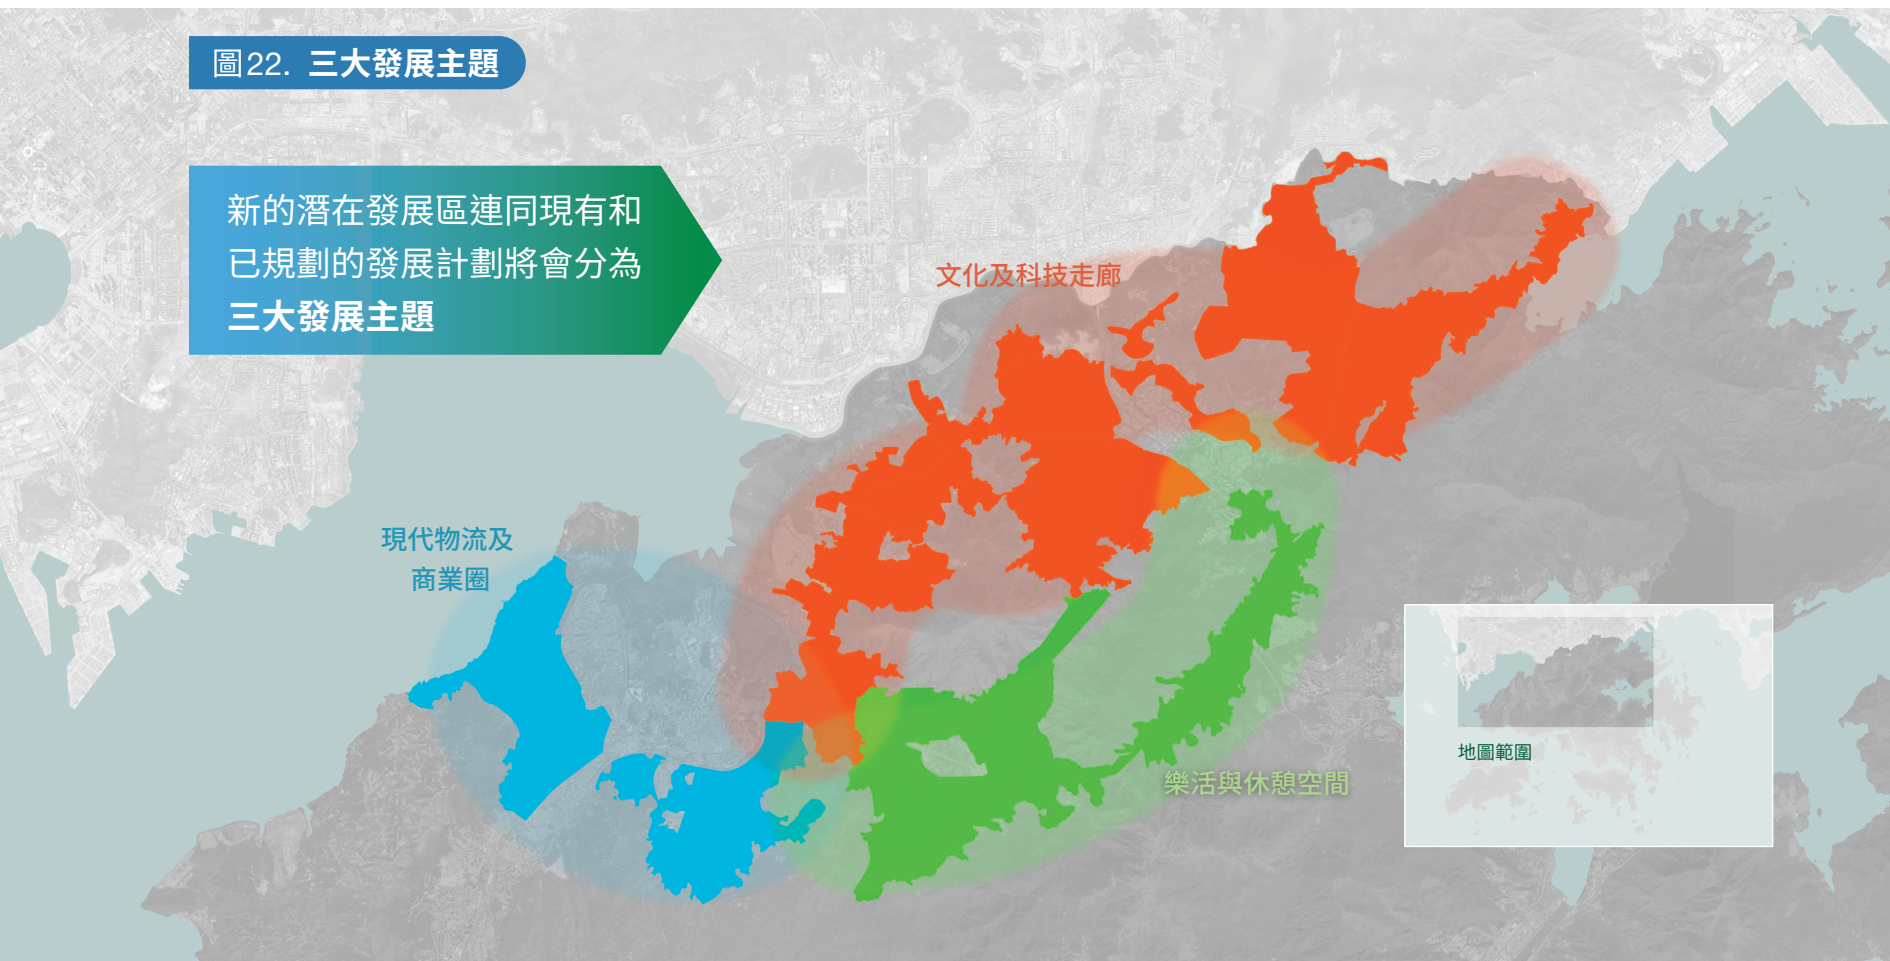 圖22. 三大發展主題
新的潛在發展區連同現有和
已規劃的發展計劃將會分為
三大發展主題
文化及科技走廊
現代物流及
商業圈
樂活與休憩空間
地圖範圍